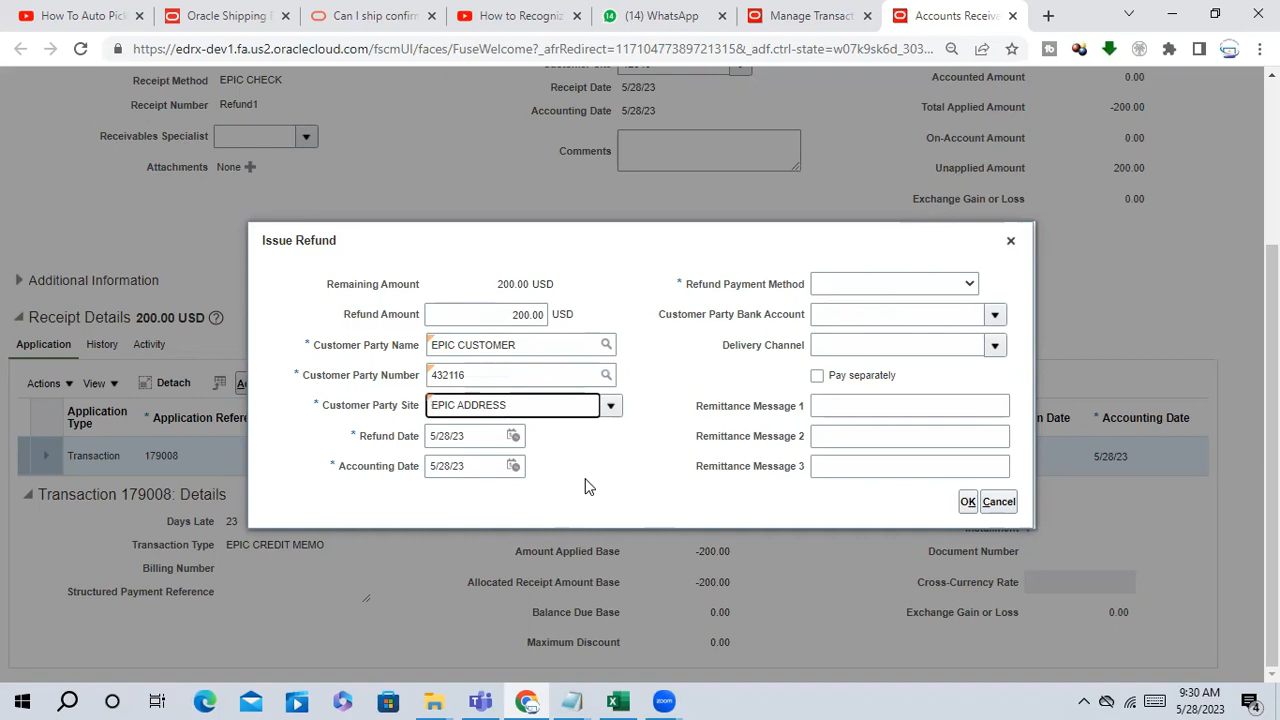 How To Auto Pick
Oracle Shipping
Can I ship confirm
How to Recogniz
(14) WhatsApp
Manage Transact
Accounts Receiva
https://edrx-dev1.fa.us2.oraclecloud.com/fscmUI/faces/FuseWelcome?_afrRedirect=11710477389721315&_adf.ctrl-state=w07k9sk6d_303...
Receipt Method EPIC CHECK
Receipt Number Refund1
Receivables Specialist
Attachments None
Receipt Date 5/28/23
Accounting Date 5/28/23
Comments
Accounted Amount 0.00
Total Applied Amount -200.00
On-Account Amount 0.00
Unapplied Amount 200.00
Exchange Gain or Loss 0.00
Additional Information
Receipt Details 200.00 USD
Application History Activity
Actions View Detach
Application Type
Application Refere
Accounting Date
Transaction 179008
5/28/23
Transaction 179008: Details
Days Late 23
Transaction Type EPIC CREDIT MEMO
Billing Number
Structured Payment Reference
Amount Applied Base -200.00
Allocated Receipt Amount Base -200.00
Balance Due Base 0.00
Maximum Discount 0.00
Document Number
Cross-Currency Rate
Exchange Gain or Loss 0.00
Issue Refund
Remaining Amount 200.00 USD
Refund Amount 200.00 USD
* Customer Party Name EPIC CUSTOMER
* Customer Party Number 432116
* Customer Party Site EPIC ADDRESS
* Refund Date 5/28/23
* Accounting Date 5/28/23
* Refund Payment Method
Customer Party Bank Account
Delivery Channel
Pay separately
Remittance Message 1
Remittance Message 2
Remittance Message 3
OK Cancel
zoom
9:30 AM
5/28/2023
4